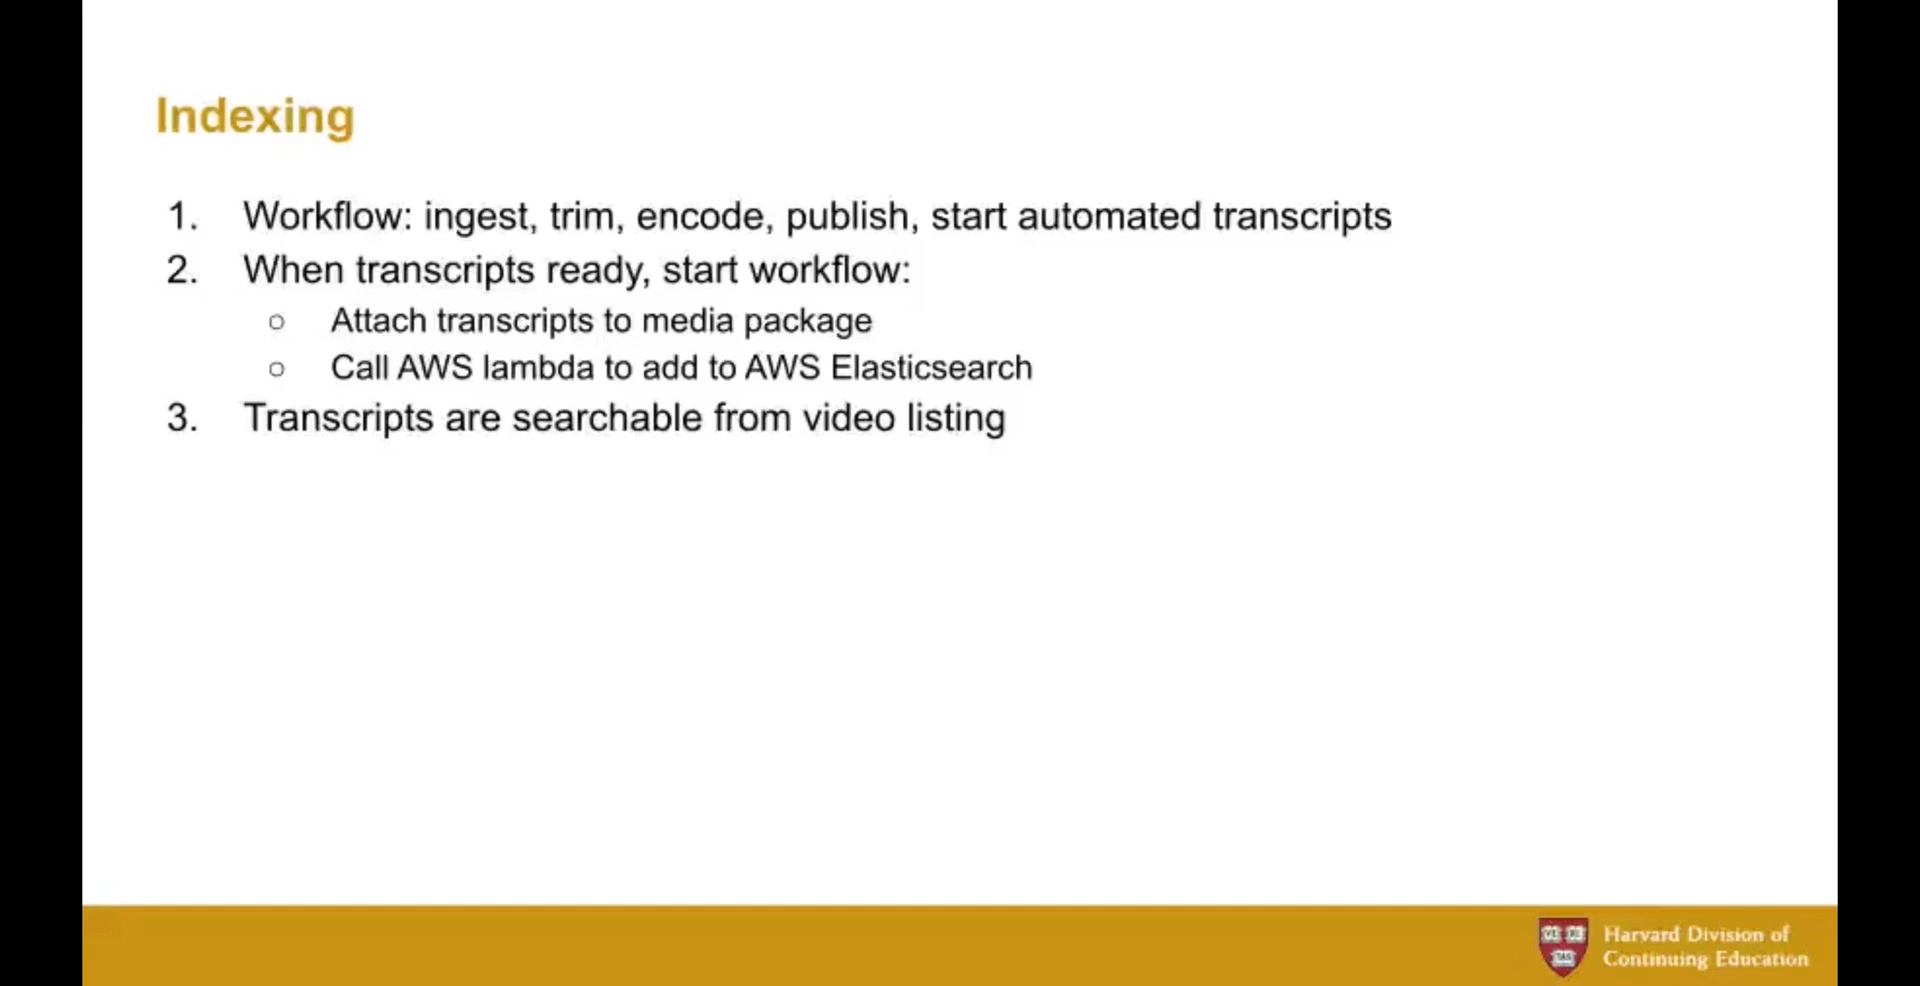 Indexing
1. Workflow: ingest, trim, encode, publish, start automated transcripts
2. When transcripts ready, start workflow:
○ Attach transcripts to media package
○ Call AWS lambda to add to AWS Elasticsearch
3. Transcripts are searchable from video listing
Harvard Division of
Continuing Education